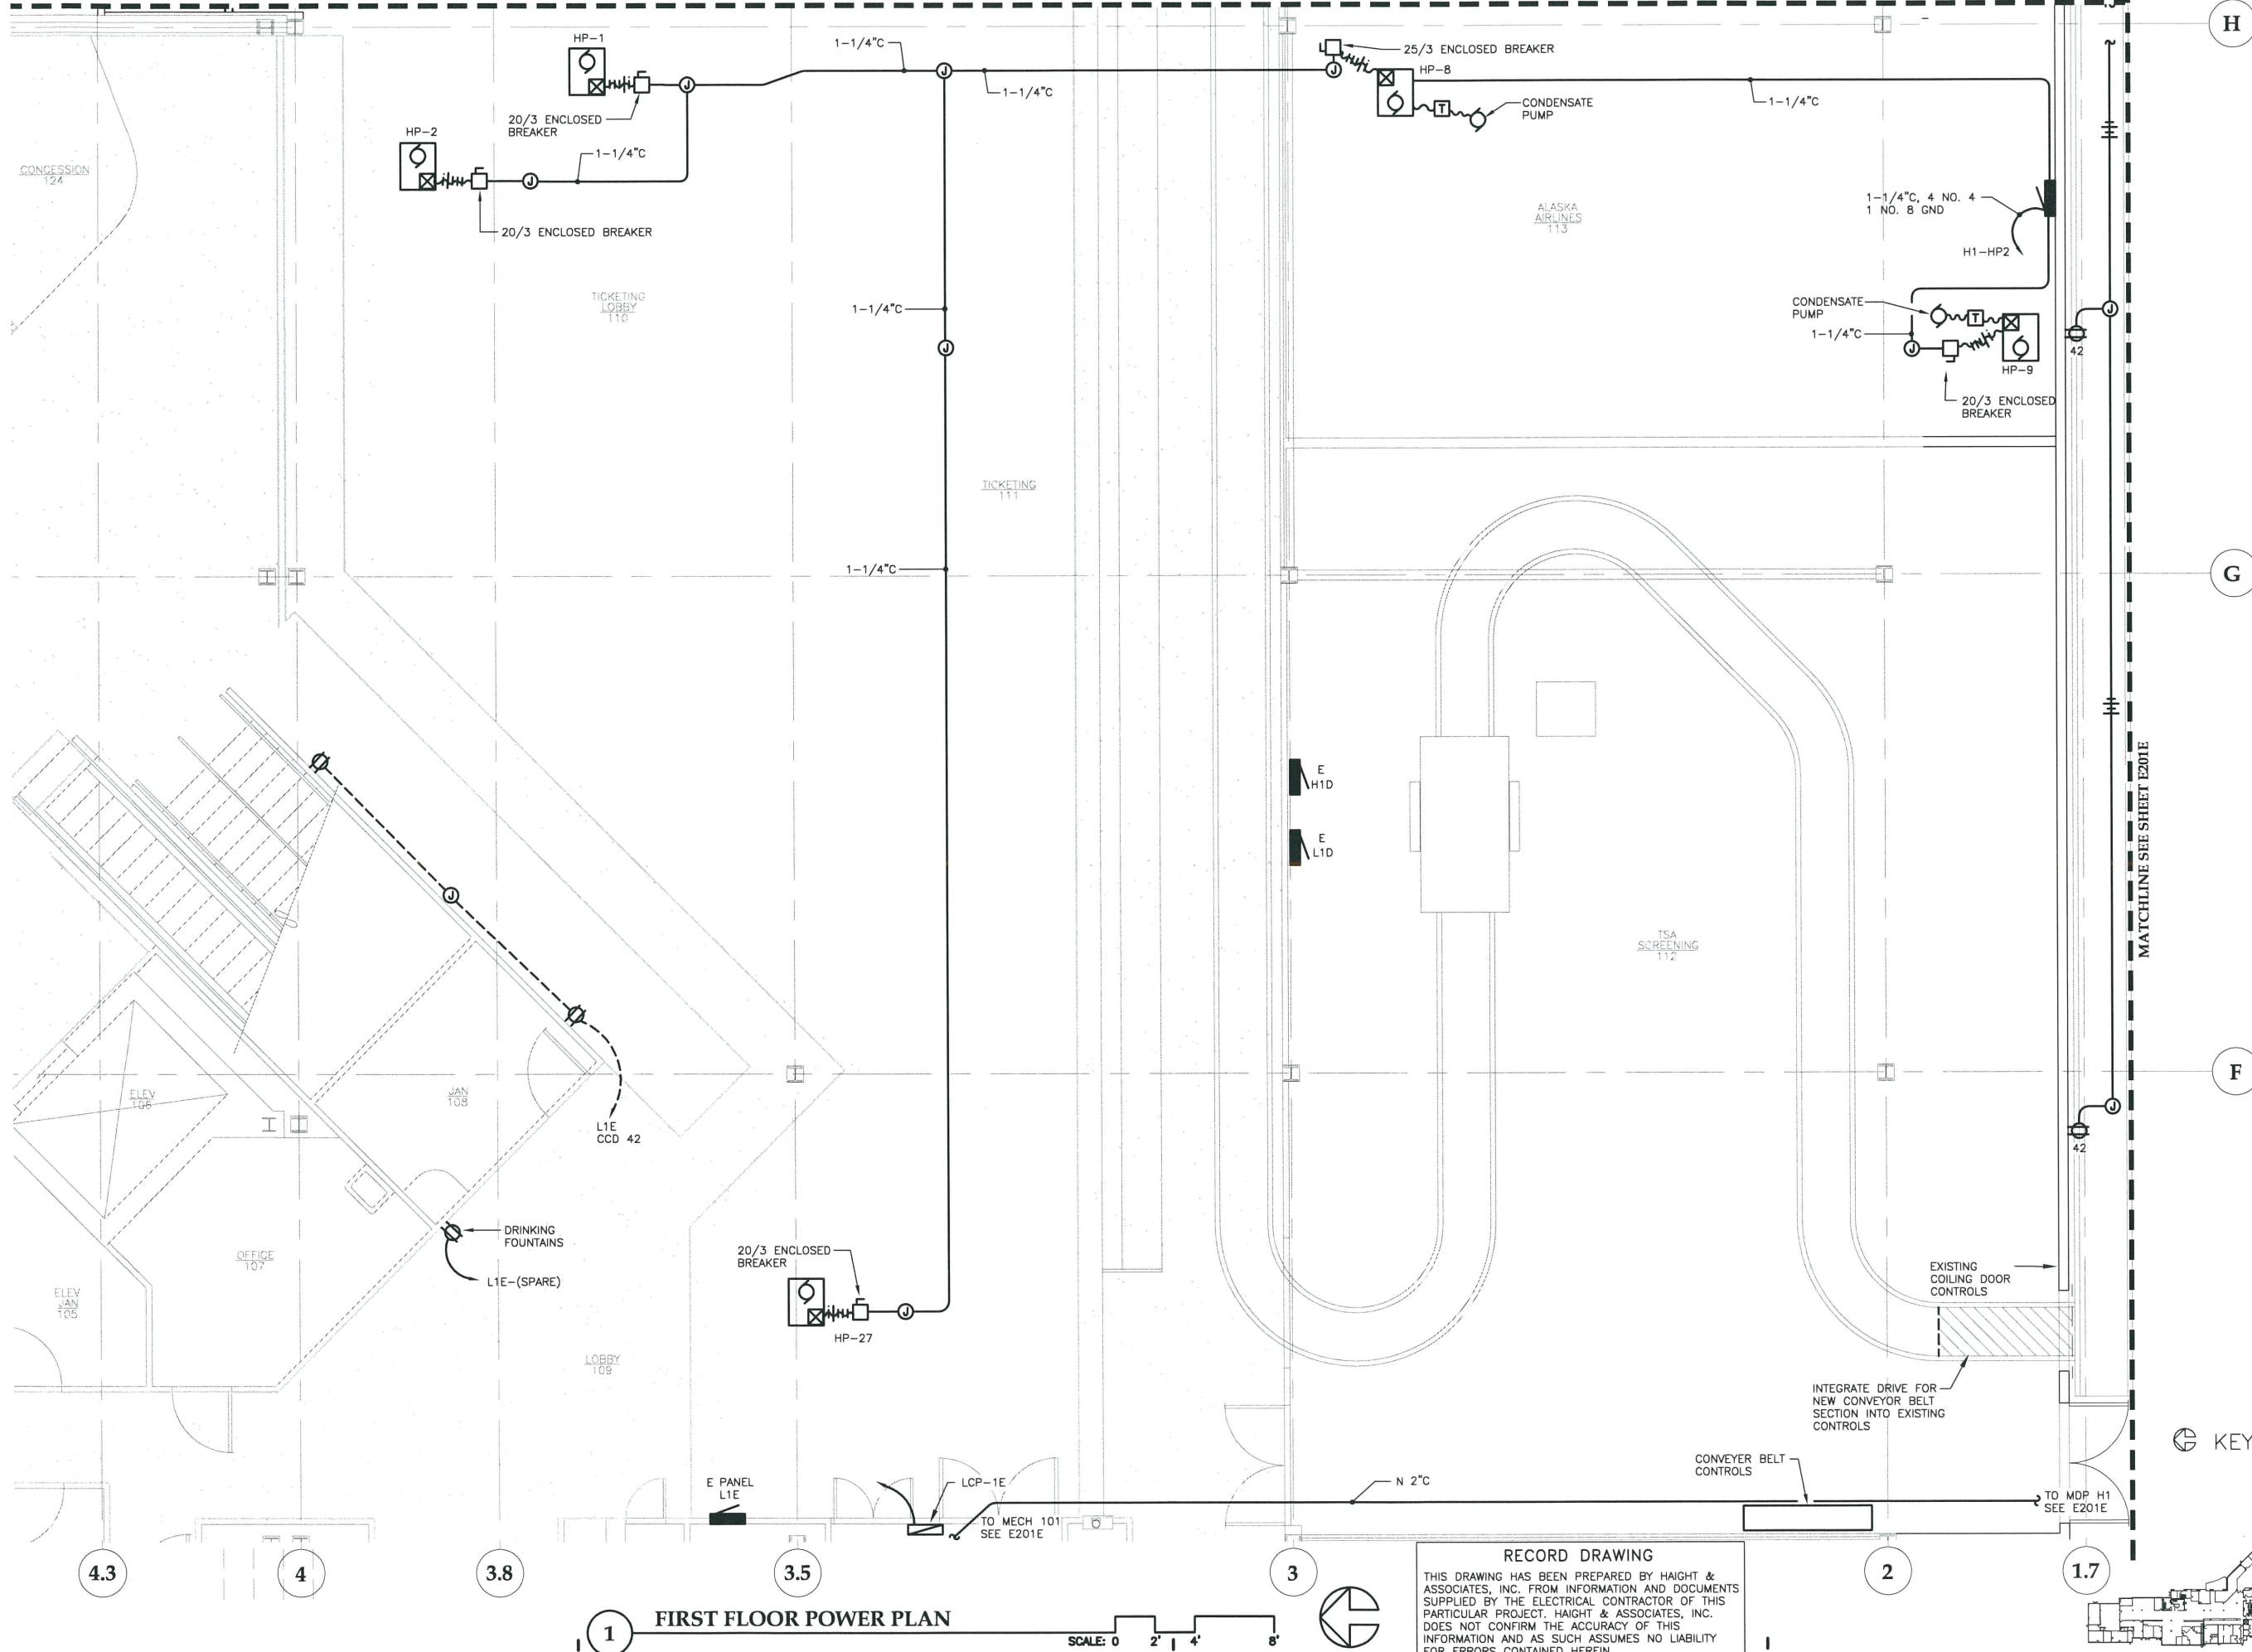 H
HP-1
1-1/4"C
25/3 ENCLOSED BREAKER
HP-8
1-1/4"C
1-1/4"C
CONDENSATE
PUMP
20/3 ENCLOSED
BREAKER
HP-2
1-1/4"C
CONCESSION
124
20/3 ENCLOSED BREAKER
J
J
J
J
T
ALASKA
AIRLINES
113
1-1/4"C, 4 NO. 4
1 NO. 8 GND
H1-HP2
TICKETING
LOBBY
110
1-1/4"C
J
CONDENSATE
PUMP
T
1-1/4"C
J
HP-9
J
42
20/3 ENCLOSED
BREAKER
TICKETING
111
1-1/4"C
G
E
H1D
E
L1D
MATCHLINE SEE SHEET E201E
J
TSA
SCREENING
112
F
ELEV
106
JAN
108
L1E
CCD 42
J
42
DRINKING
FOUNTAINS
L1E-(SPARE)
OFFICE
107
ELEV
JAN
105
20/3 ENCLOSED
BREAKER
J
HP-27
LOBBY
109
EXISTING
COILING DOOR
CONTROLS
INTEGRATE DRIVE FOR
NEW CONVEYOR BELT
SECTION INTO EXISTING
CONTROLS
KEY
E PANEL
L1E
LCP-1E
TO MECH 101
SEE E201E
N 2"C
CONVEYER BELT
CONTROLS
TO MDP H1
SEE E201E
4.3
4
3.8
3.5
3
2
1.7
1
FIRST FLOOR POWER PLAN
SCALE: 0 2' 4' 8'
RECORD DRAWING
THIS DRAWING HAS BEEN PREPARED BY HAIGHT &
ASSOCIATES, INC. FROM INFORMATION AND DOCUMENTS
SUPPLIED BY THE ELECTRICAL CONTRACTOR OF THIS
PARTICULAR PROJECT. HAIGHT & ASSOCIATES, INC.
DOES NOT CONFIRM THE ACCURACY OF THIS
INFORMATION AND AS SUCH ASSUMES NO LIABILITY
FOR ERRORS CONTAINED HEREIN